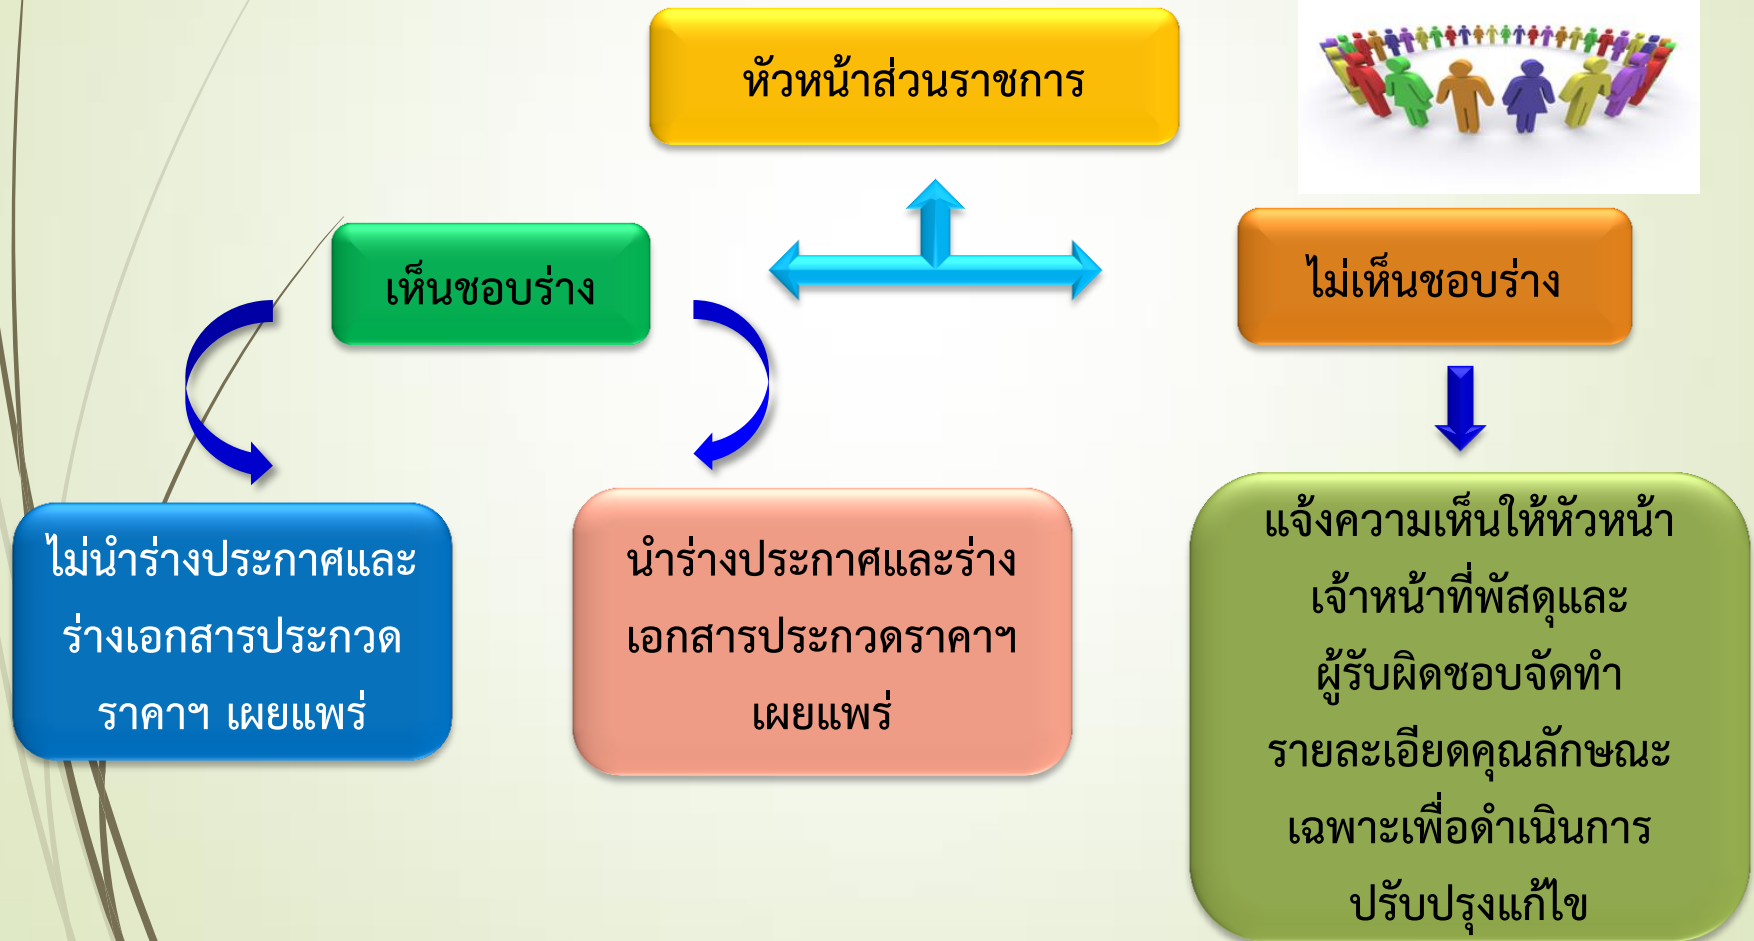 หัวหน้าส่วนราชการ
เห็นชอบร่าง
ไม่เห็นชอบร่าง
ไม่นำร่างประกาศและ
ร่างเอกสารประกวด
ราคาฯ เผยแพร่
นำร่างประกาศและร่าง
เอกสารประกวดราคาฯ
เผยแพร่
แจ้งความเห็นให้หัวหน้า
เจ้าหน้าที่พัสดุและ
ผู้รับผิดชอบจัดทำ
รายละเอียดคุณลักษณะ
เฉพาะเพื่อดำเนินการ
ปรับปรุงแก้ไข